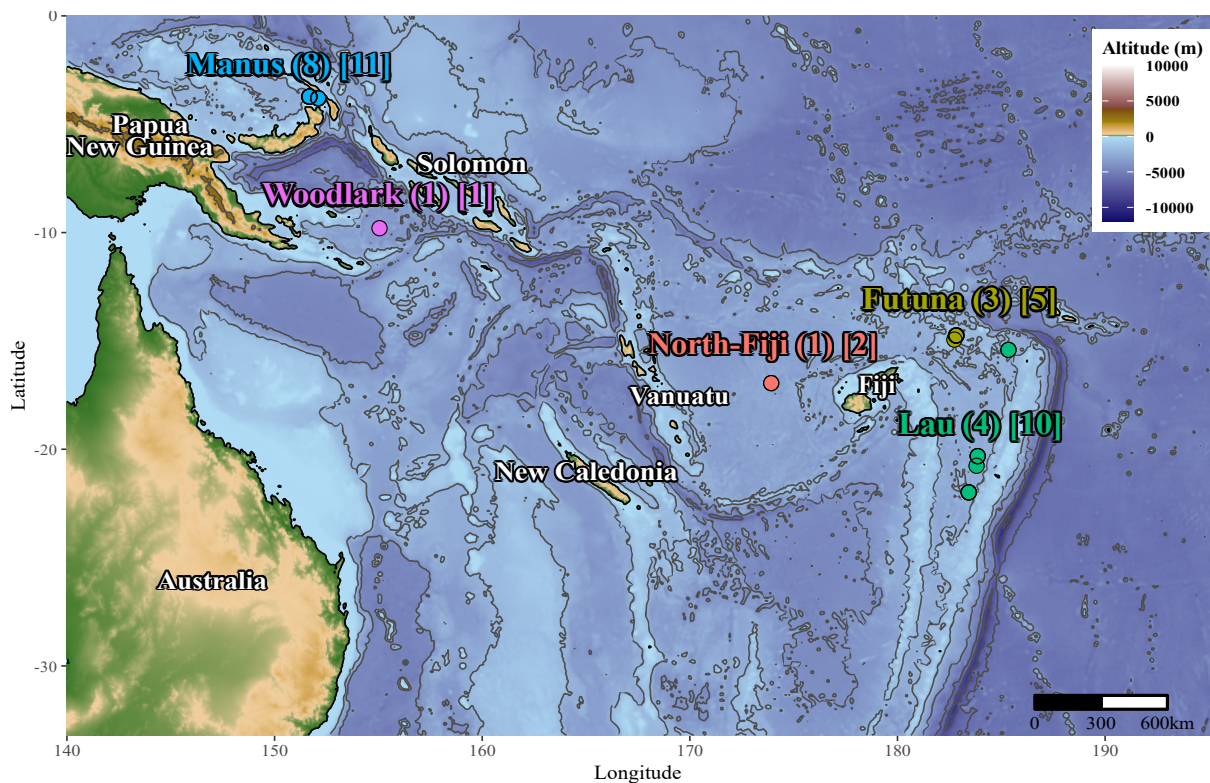 0
Manus (8) [11]
Altitude (m)
10000
5000
0
-5000
-10000
Papua
New Guinea
Solomon
Woodlark (1) [1]
-10
Futuna (3) [5]
North-Fiji (1) [2]
Vanuatu
Fiji
Lau (4) [10]
Latitude
-20
New Caledonia
Australia
-30
0
300
600km
140
150
160
170
180
190
Longitude